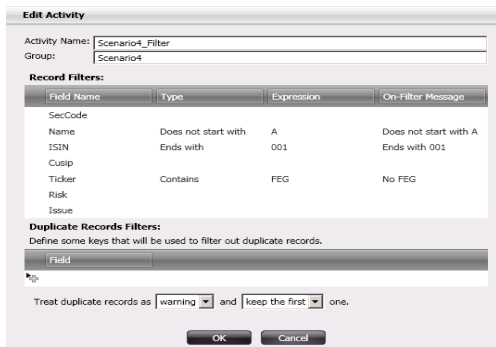 Edit Activity
Activity Name: Scenario4_Filter
Group: Scenario4
Record Filters:
Field Name Type Expression On-Filter Message
SecCode
Name Does not start with A Does not start with A
ISIN Ends with 001 Ends with 001
Cusip
Ticker Contains FEG No FEG
Risk
Issue
Duplicate Records Filters:
Define some keys that will be used to filter out duplicate records.
Field
Treat duplicate records as warning and keep the first one.
OK Cancel